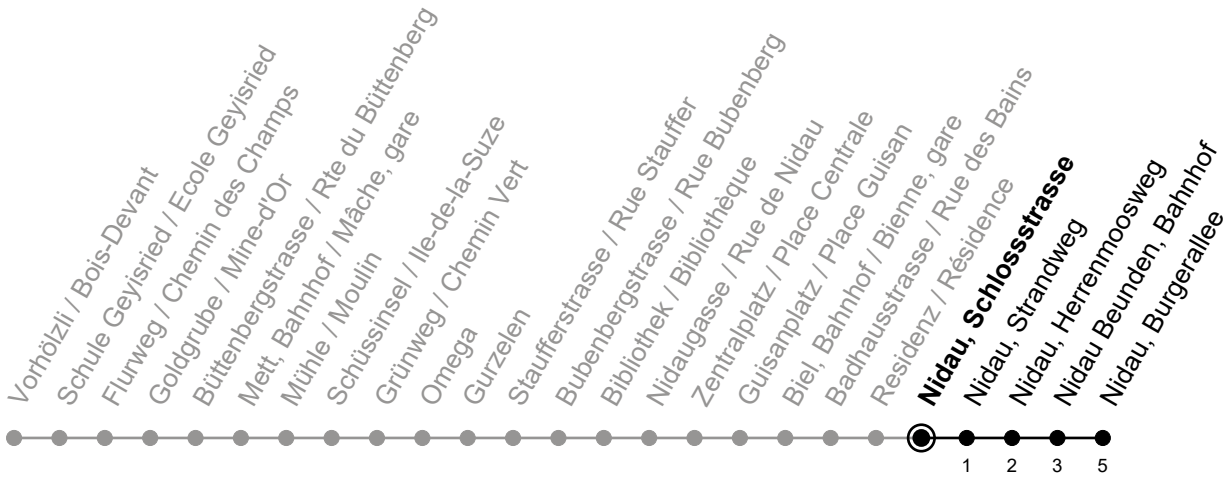 Vorhölzli / Bois-Devant
Schule Geyisried / Ecole Geyisried
Flurweg / Chemin des Champs
Goldgrube / Mine-d'Or
Büttenbergstrasse / Rte du Büttenberg
Mett, Bahnhof / Mâche, gare
Mühle / Moulin
Schüssinsel / Ile-de-la-Suze
Grünweg / Chemin Vert
Omega
Gurzelen
Staufferstrasse / Rue Stauffer
Bubenbergstrasse / Rue Bubenberg
Bibliothek / Bibliothèque
Nidaugasse / Rue de Nidau
Zentralplatz / Place Centrale
Guisanplatz / Place Guisan
Biel, Bahnhof / Bienne, gare
Badhausstrasse / Rue des Bains
Residenz / Résidence
Nidau, Schlossstrasse
Nidau, Strandweg
Nidau, Herrenmoosweg
Nidau Beunden, Bahnhof
Nidau, Burgerallee
1 2 3 5